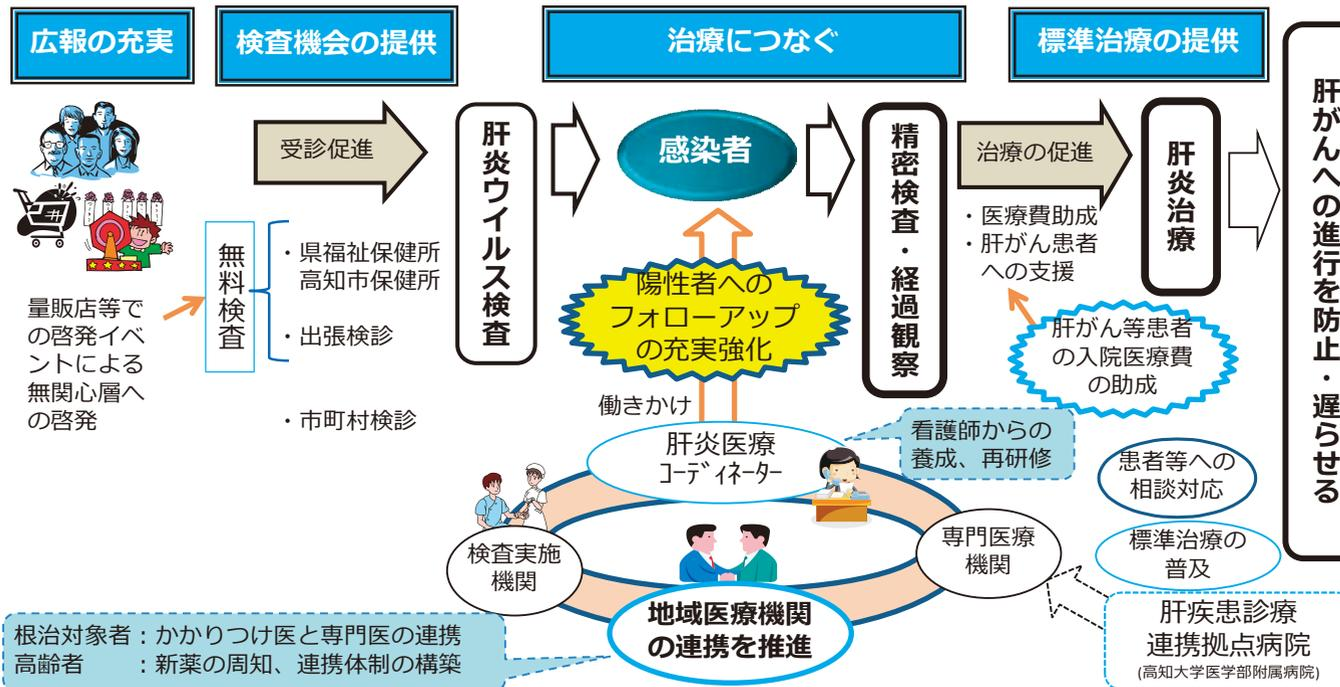 広報の充実
検査機会の提供
治療につなぐ
標準治療の提供
受診促進
肝炎ウイルス検査
感染者
精密検査・経過観察
治療の促進
肝炎治療
肝がんへの進行を防止・遅らせる
・医療費助成
・肝がん患者
への支援
無料検査
・県福祉保健所
高知市保健所
・出張検診
・市町村検診
量販店等で
の啓発イベ
ントによる
無関心層へ
の啓発
陽性者への
フォローアップ
の充実強化
肝がん等患者
の入院医療費
の助成
働きかけ
肝炎医療
ｺｰﾃﾞｨﾈｰﾀｰ
看護師からの
養成、再研修
患者等への
相談対応
検査実施
機関
専門医療
機関
標準治療の
普及
地域医療機関
の連携を推進
根治対象者：かかりつけ医と専門医の連携
高齢者　　：新薬の周知、連携体制の構築
肝疾患診療
連携拠点病院
(高知大学医学部附属病院)